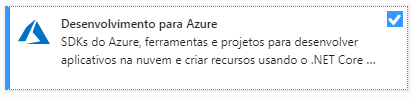 Desenvolvimento para Azure
SDKs do Azure, ferramentas e projetos para desenvolver
aplicativos na nuvem e criar recursos usando o .NET Core ...